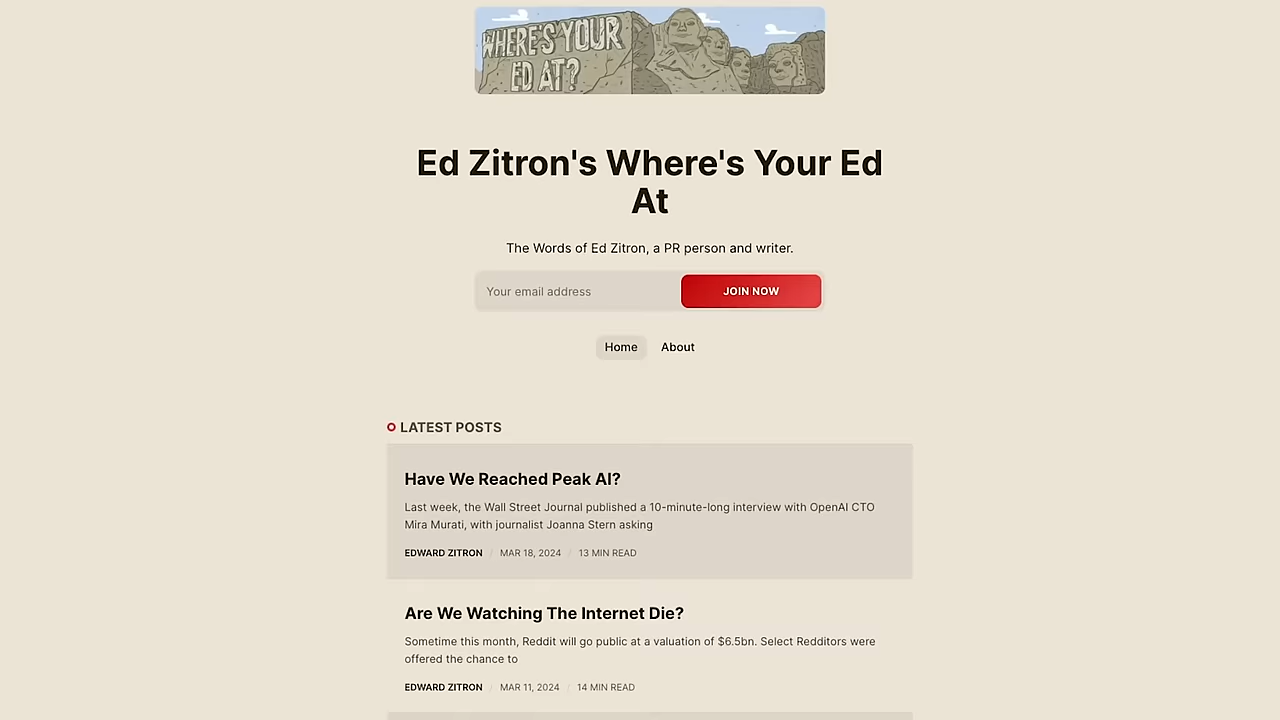 WHERE'S YOUR
ED AT?
Ed Zitron's Where's Your Ed
At
The Words of Ed Zitron, a PR person and writer.
Your email address
JOIN NOW
Home About
LATEST POSTS
Have We Reached Peak AI?
Last week, the Wall Street Journal published a 10-minute-long interview with OpenAI CTO
Mira Murati, with journalist Joanna Stern asking
EDWARD ZITRON / MAR 18, 2024 / 13 MIN READ
Are We Watching The Internet Die?
Sometime this month, Reddit will go public at a valuation of $6.5bn. Select Redditors were
offered the chance to
EDWARD ZITRON / MAR 11, 2024 / 14 MIN READ